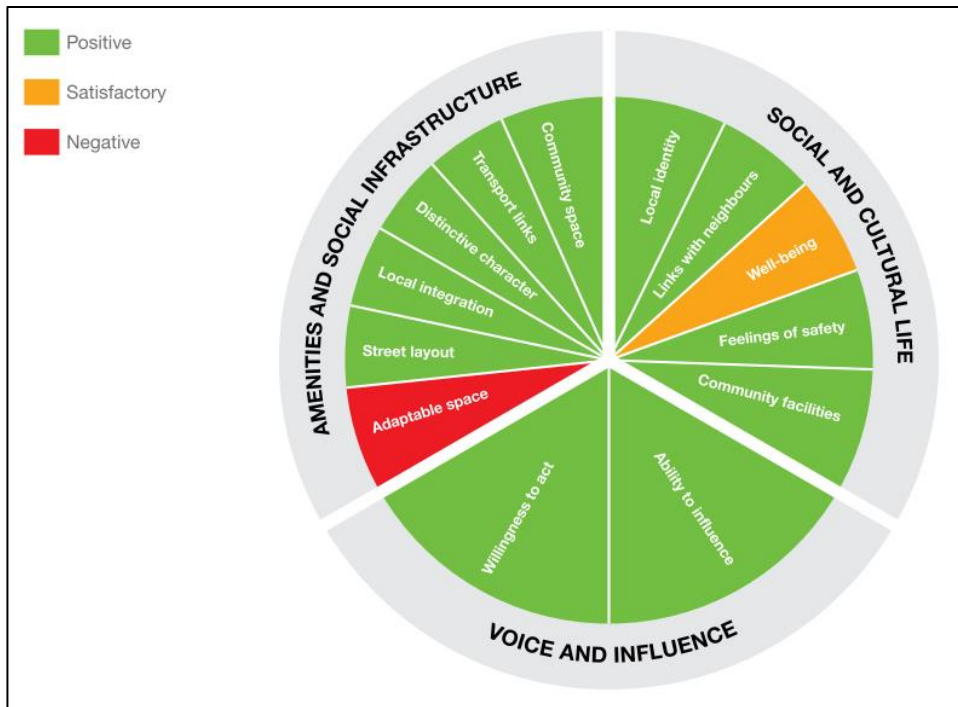 Positive
Satisfactory
Negative
AMENITIES AND SOCIAL INFRASTRUCTURE
SOCIAL AND CULTURAL LIFE
VOICE AND INFLUENCE
Community space
Transport links
Distinctive character
Local integration
Street layout
Adaptable space
Local identity
Links with neighbours
Well-being
Feelings of safety
Community facilities
Willingness to act
Ability to influence